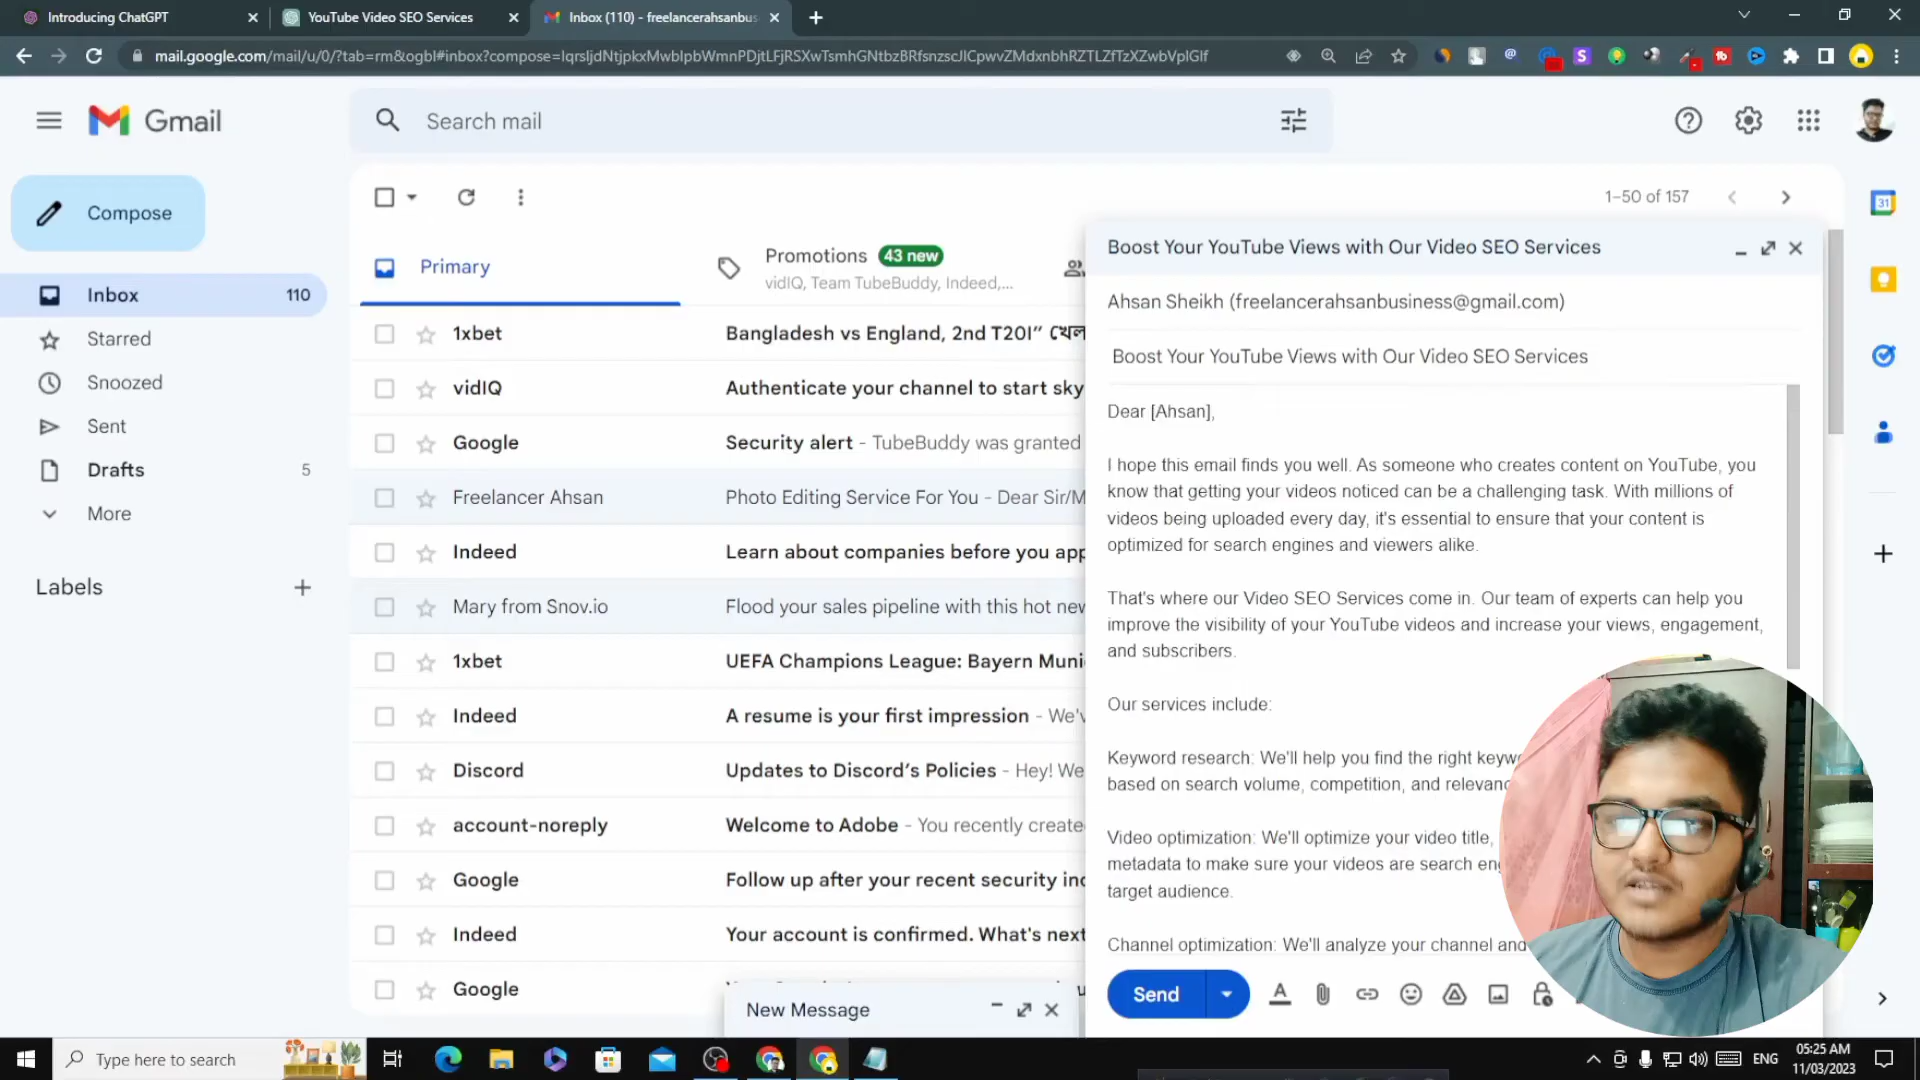 Introducing ChatGPT
YouTube Video SEO Services
Inbox (110) - freelancerahsanbus
mail.google.com/mail/u/0/?tab=rm&ogbl#inbox?compose=
Gmail
Search mail
Compose
1–50 of 157
Inbox 110
Starred
Snoozed
Sent
Drafts 5
More
Labels
Primary
Promotions 43 new
vidIQ, Team TubeBuddy, Indeed,...
1xbet Bangladesh vs England, 2nd T20I”
vidIQ Authenticate your channel to start sky
Google Security alert - TubeBuddy was granted
Freelancer Ahsan Photo Editing Service For You - Dear Sir/M
Indeed Learn about companies before you app
Mary from Snov.io Flood your sales pipeline with this hot new
1xbet UEFA Champions League: Bayern Muni
Indeed A resume is your first impression - We'v
Discord Updates to Discord’s Policies - Hey! We
account-noreply Welcome to Adobe - You recently create
Google Follow up after your recent security inc
Indeed Your account is confirmed. What's next
Google
New Message
Boost Your YouTube Views with Our Video SEO Services
Ahsan Sheikh (freelancerahsanbusiness@gmail.com)
Boost Your YouTube Views with Our Video SEO Services
Dear [Ahsan],
I hope this email finds you well. As someone who creates content on YouTube, you
know that getting your videos noticed can be a challenging task. With millions of
videos being uploaded every day, it's essential to ensure that your content is
optimized for search engines and viewers alike.
That's where our Video SEO Services come in. Our team of experts can help you
improve the visibility of your YouTube videos and increase your views, engagement,
and subscribers.
Our services include:
Keyword research: We'll help you find the right keyw
based on search volume, competition, and relevanc
Video optimization: We'll optimize your video title,
metadata to make sure your videos are search eng
target audience.
Channel optimization: We'll analyze your channel and
Send
31
Type here to search
ENG
05:25 AM
11/03/2023